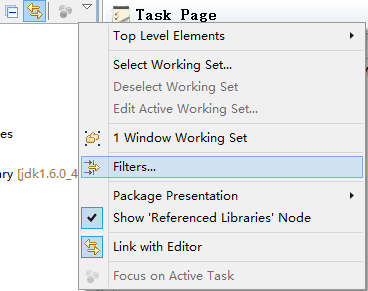 Task Page
Top Level Elements
Select Working Set...
Deselect Working Set
Edit Active Working Set...
1 Window Working Set
Filters...
es
ary [jdk1.6.0_4
Package Presentation
Show 'Referenced Libraries' Node
Link with Editor
Focus on Active Task